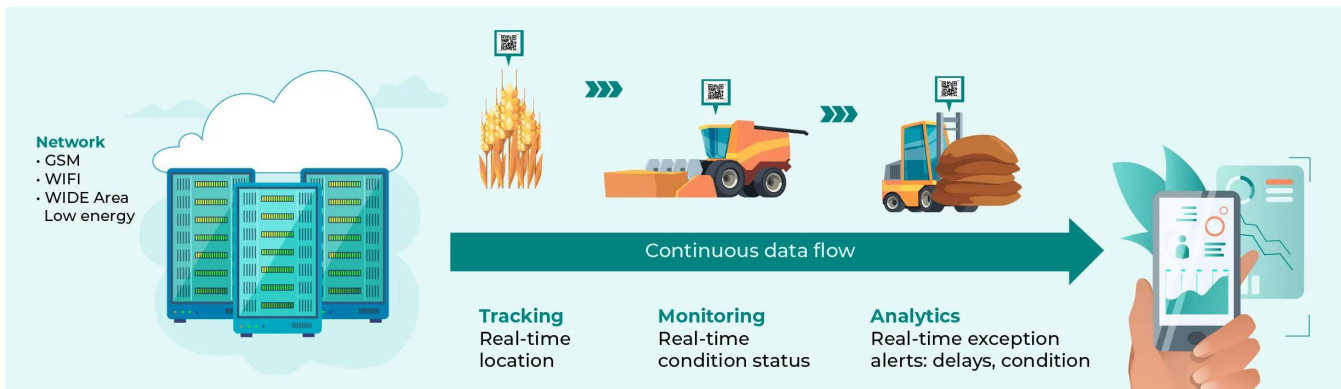 Network
• GSM
• WIFI
• WIDE Area
Low energy
Continuous data flow
Tracking
Real-time
location
Monitoring
Real-time
condition status
Analytics
Real-time exception
alerts: delays, condition